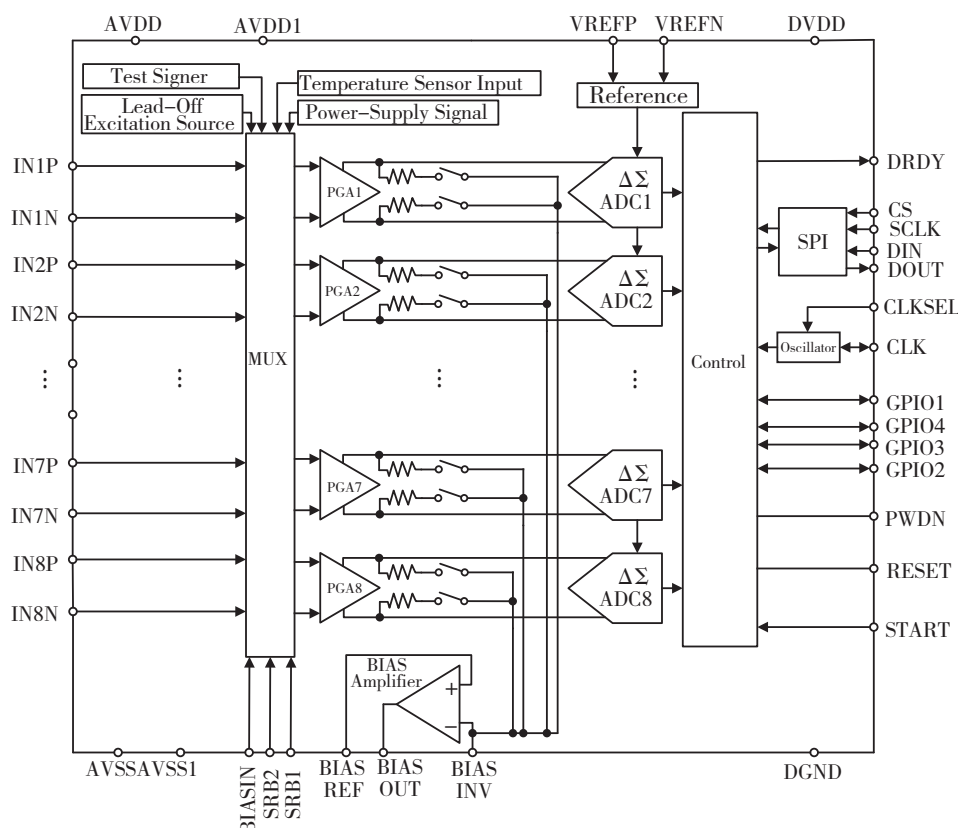 AVDD
AVDD1
VREFP
VREFN
DVDD
Test Signer
Temperature Sensor Input
Lead-Off
Excitation Source
Power-Supply Signal
Reference
IN1P
IN1N
IN2P
IN2N
⋮
IN7P
IN7N
IN8P
IN8N
⋮
MUX
PGA1
PGA2
⋮
PGA7
PGA8
ΔΣ
ADC1
ΔΣ
ADC2
⋮
ΔΣ
ADC7
ΔΣ
ADC8
Control
SPI
Oscillator
DRDY
CS
SCLK
DIN
DOUT
CLKSEL
CLK
GPIO1
GPIO4
GPIO3
GPIO2
PWDN
RESET
START
BIAS
Amplifier
+
−
AVSS
AVSS1
BIASIN
SRB2
SRB1
BIAS
REF
BIAS
OUT
BIAS
INV
DGND